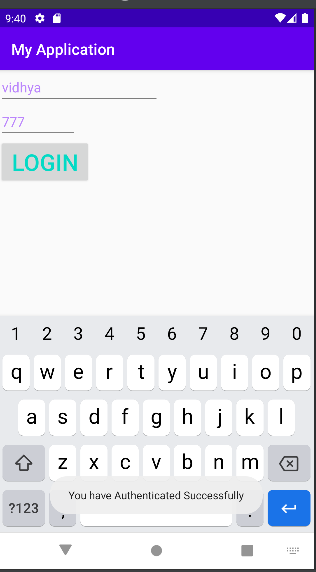 9:40
My Application
vidhya
777
LOGIN
1 2 3 4 5 6 7 8 9 0
q w e r t y u i o p
a s d f g h j k l
z x c v b n m
You have Authenticated Successfully
?123 , .